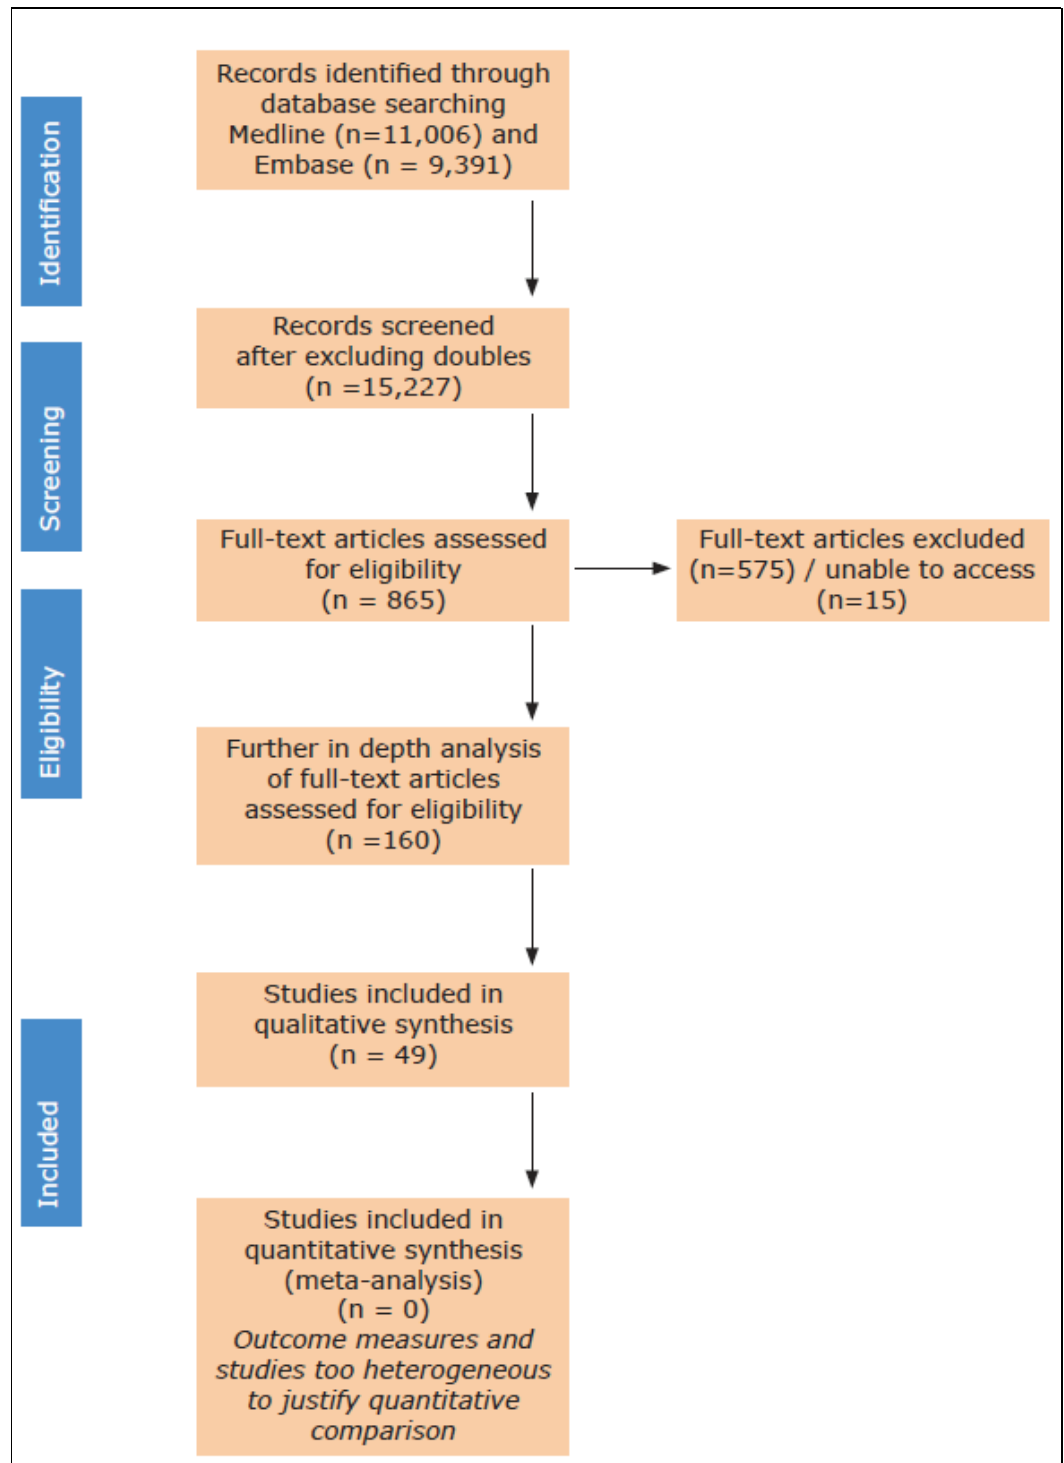 Identification
Records identified through
database searching
Medline (n=11,006) and
Embase (n = 9,391)
Screening
Records screened
after excluding doubles
(n =15,227)
Full-text articles assessed
for eligibility
(n = 865)
Full-text articles excluded
(n=575) / unable to access
(n=15)
Eligibility
Further in depth analysis
of full-text articles
assessed for eligibility
(n =160)
Included
Studies included in
qualitative synthesis
(n = 49)
Studies included in
quantitative synthesis
(meta-analysis)
(n = 0)
Outcome measures and
studies too heterogeneous
to justify quantitative
comparison